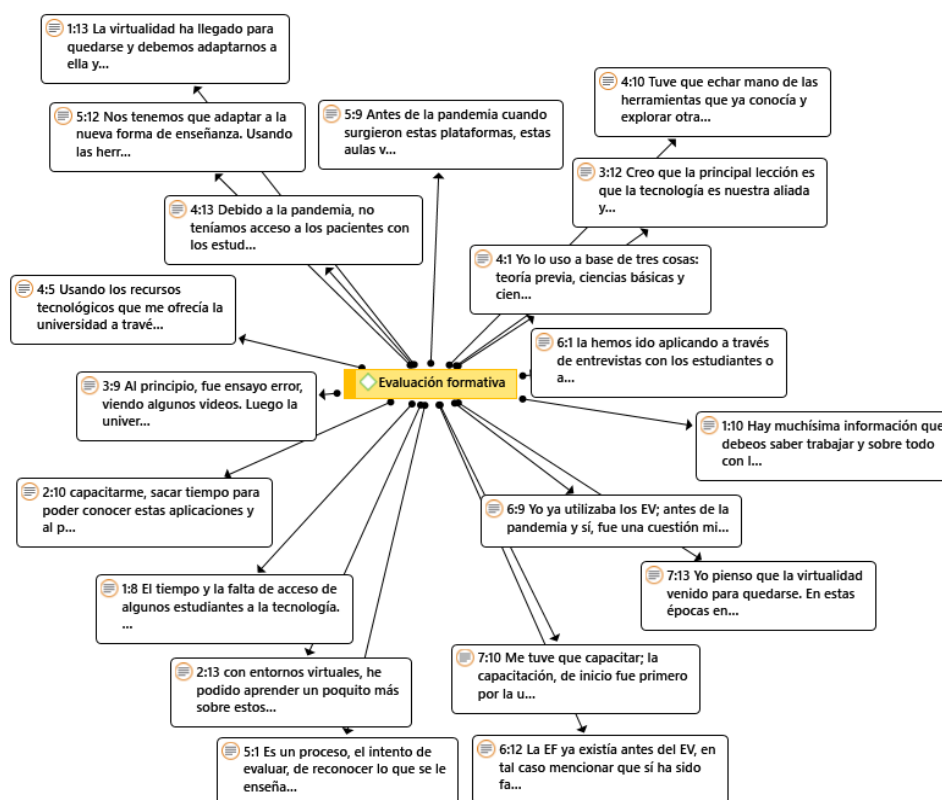 1:13 La virtualidad ha llegado para
quedarse y debemos adaptarnos a
ella y...
5:12 Nos tenemos que adaptar a la
nueva forma de enseñanza. Usando
las herr...
5:9 Antes de la pandemia cuando
surgieron estas plataformas, estas
aulas v...
4:10 Tuve que echar mano de las
herramientas que ya conocía y
explorar otra...
3:12 Creo que la principal lección es
que la tecnología es nuestra aliada
y...
4:13 Debido a la pandemia, no
teníamos acceso a los pacientes con
los estud...
4:1 Yo lo uso a base de tres cosas:
teoría previa, ciencias básicas y
cien...
4:5 Usando los recursos
tecnológicos que me ofrecía la
universidad a travé...
6:1 la hemos ido aplicando a través
de entrevistas con los estudiantes o
a...
3:9 Al principio, fue ensayo error,
viendo algunos videos. Luego la
univer...
Evaluación formativa
1:10 Hay muchísima información que
debeos saber trabajar y sobre todo
con l...
2:10 capacitarme, sacar tiempo para
poder conocer estas aplicaciones y
al p...
6:9 Yo ya utilizaba los EV; antes de la
pandemia y sí, fue una cuestión mi...
1:8 El tiempo y la falta de acceso de
algunos estudiantes a la tecnología.
...
7:13 Yo pienso que la virtualidad
venido para quedarse. En estas
épocas en...
2:13 con entornos virtuales, he
podido aprender un poquito más
sobre estos...
7:10 Me tuve que capacitar; la
capacitación, de inicio fue primero
por la u...
5:1 Es un proceso, el intento de
evaluar, de reconocer lo que se le
enseña...
6:12 La EF ya existía antes del EV, en
tal caso mencionar que sí ha sido
fa...